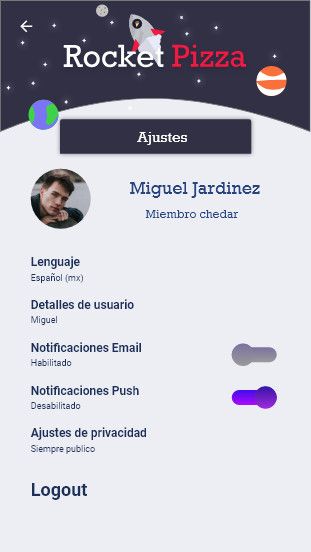 Rocket Pizza
Ajustes
Miguel Jardinez
Miembro chedar
Lenguaje
Español (mx)
Detalles de usuario
Miguel
Notificaciones Email
Habilitado
Notificaciones Push
Desabilitado
Ajustes de privacidad
Siempre publico
Logout